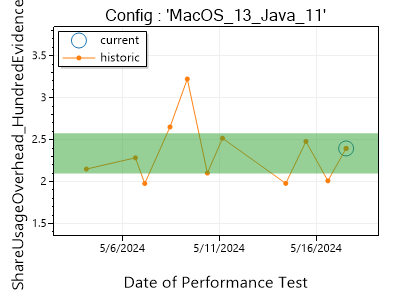 Config : 'MacOS_13_Java_11'
current
historic
ShareUsageOverhead_HundredEvidence
3.5
3
2.5
2
1.5
5/6/2024
5/11/2024
5/16/2024
Date of Performance Test